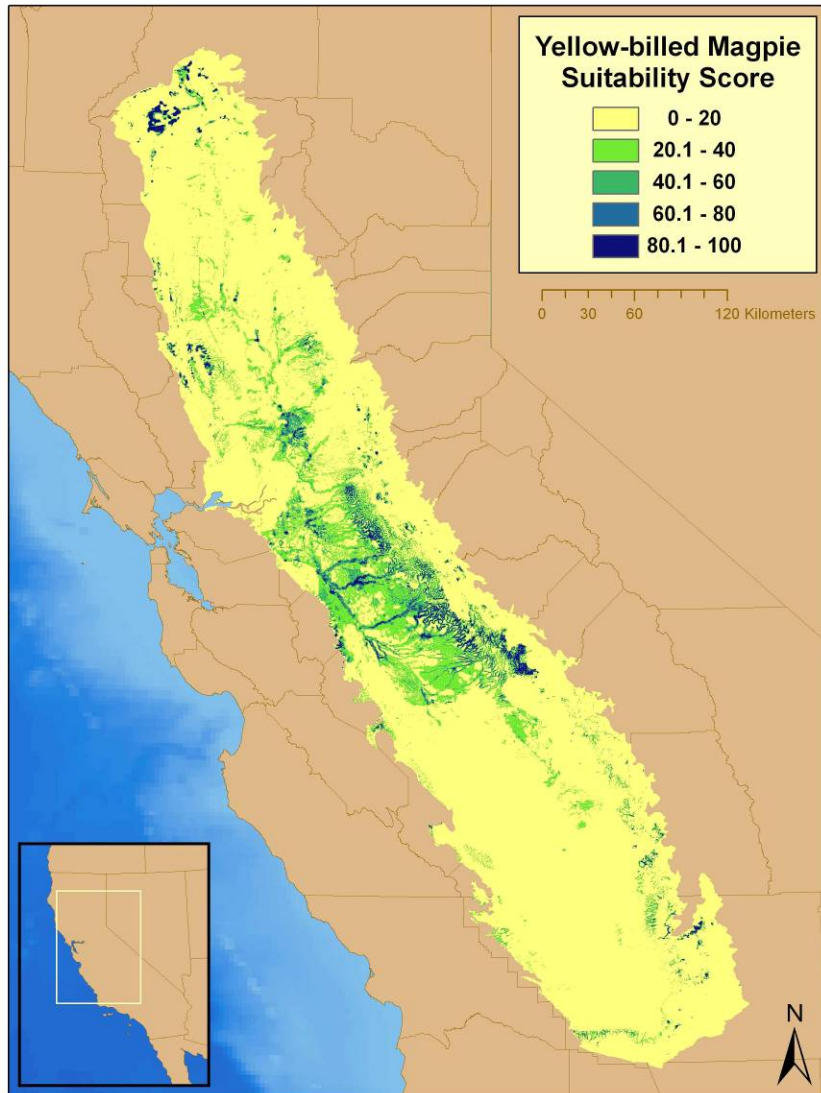 Yellow-billed Magpie
Suitability Score
0 - 20
20.1 - 40
40.1 - 60
60.1 - 80
80.1 - 100
0 30 60 120 Kilometers
N